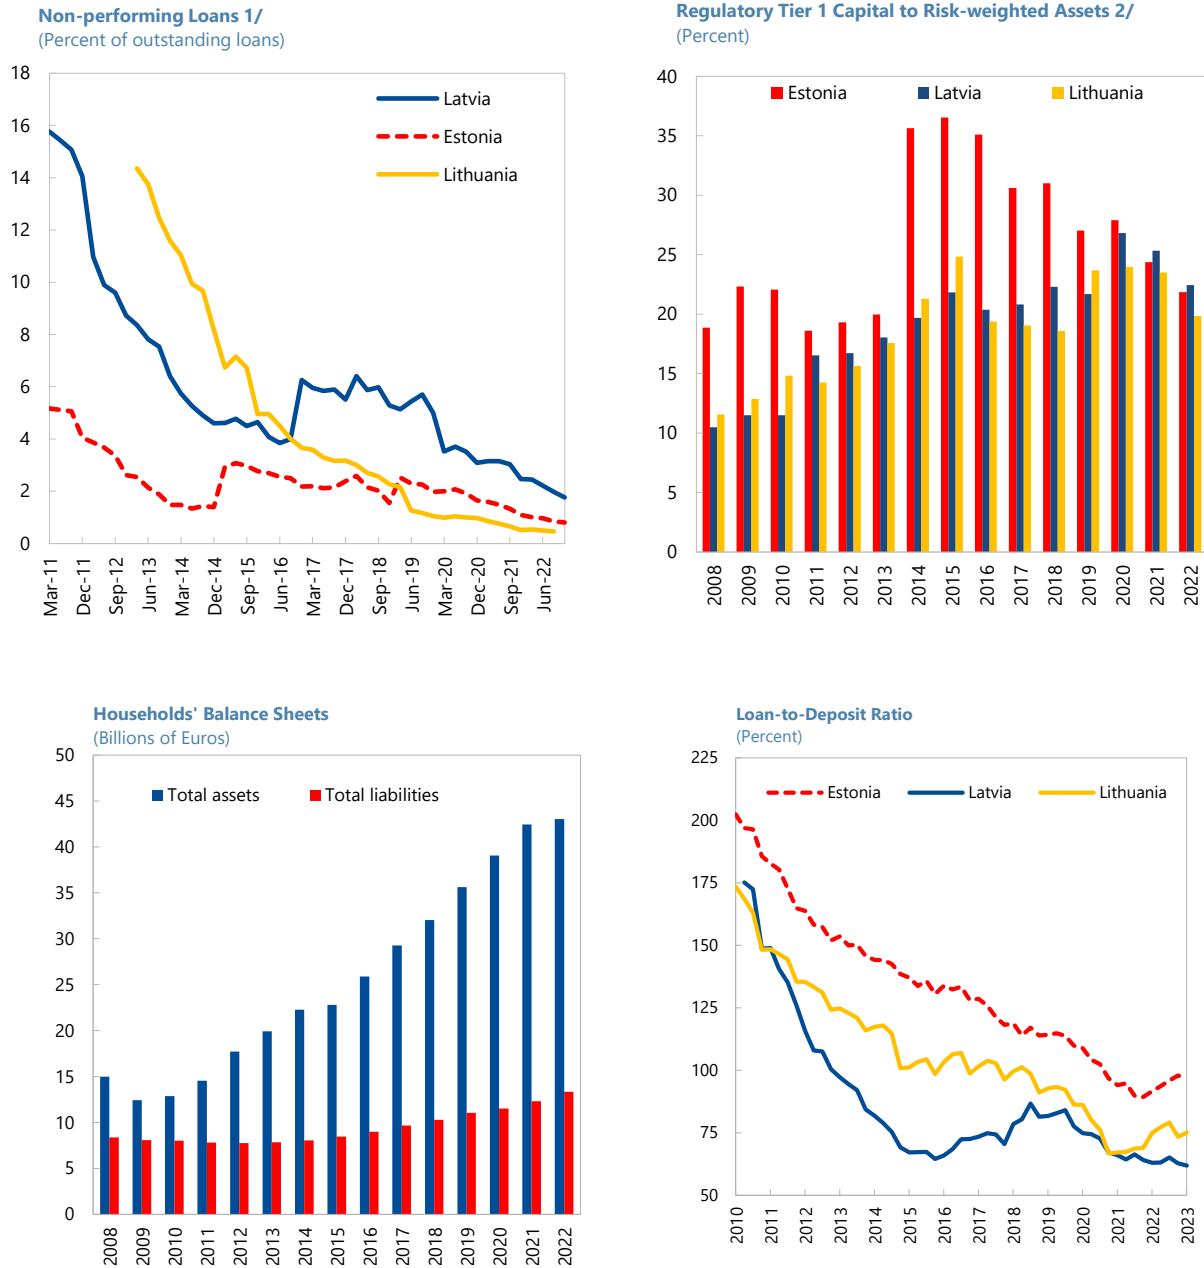 Non-performing Loans 1/
(Percent of outstanding loans)
18
16
14
12
10
8
6
4
2
0
Latvia
Estonia
Lithuania
Mar-11
Dec-11
Sep-12
Jun-13
Mar-14
Dec-14
Sep-15
Jun-16
Mar-17
Dec-17
Sep-18
Jun-19
Mar-20
Dec-20
Sep-21
Jun-22
Regulatory Tier 1 Capital to Risk-weighted Assets 2/
(Percent)
40
35
30
25
20
15
10
5
0
Estonia Latvia Lithuania
2008
2009
2010
2011
2012
2013
2014
2015
2016
2017
2018
2019
2020
2021
2022
Households' Balance Sheets
(Billions of Euros)
50
45
40
35
30
25
20
15
10
5
0
Total assets Total liabilities
2008
2009
2010
2011
2012
2013
2014
2015
2016
2017
2018
2019
2020
2021
2022
Loan-to-Deposit Ratio
(Percent)
225
200
175
150
125
100
75
50
Estonia Latvia Lithuania
2010
2011
2012
2013
2014
2015
2016
2017
2018
2019
2020
2021
2022
2023